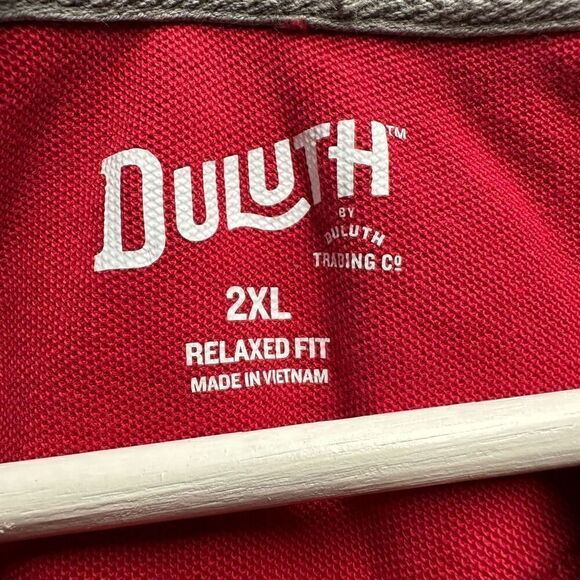 DULUTH™
BY
DULUTH
TRADING Cº
2XL
RELAXED FIT
MADE IN VIETNAM